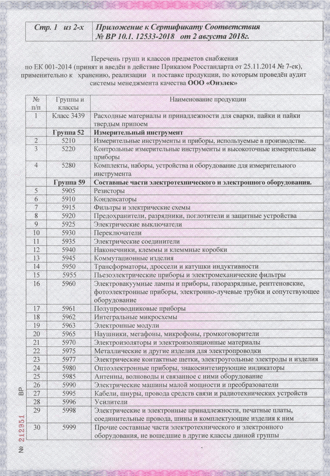 Стр. 1 из 2-х
Приложение к Сертификату Соответствия
№ ВР 10.1. 12533-2018 от 2 августа 2018г.
Перечень групп и классов предметов снабжения
по ЕК 001-2014 (принят и введён в действие Приказом Росстандарта от 25.11.2014 № 7-ек),
применительно к хранению, реализации и поставке продукции, по которым проведён аудит
системы менеджмента качества ООО
№ п/п Группы и классы Наименование продукции
1 Класс 3439 Расходные материалы и принадлежности для сварки, пайки и пайки
твердым припоем
Группа 52 Измерительный инструмент
2 5210 Измерительные инструменты и приборы, используемые в производстве.
3 5220 Контрольные измерительные инструменты и высокоточные измерительные
приборы
4 5280 Комплекты, наборы, устройства и оборудование для измерительного
инструмента
Группа 59 Составные части электротехнического и электронного оборудования.
5 5905 Резисторы
6 5910 Конденсаторы
7 5915 Фильтры и электрические схемы
8 5920 Предохранители, разрядники, поглотители и защитные устройства
9 5925 Электрические выключатели
10 5930 Переключатели
11 5935 Электрические соединители
12 5940 Наконечники, клеммы и клеммные коробки
13 5945 Коммутационные изделия
14 5950 Трансформаторы, дроссели и катушки индуктивности
15 5955 Пьезоэлектрические приборы и электромеханические фильтры
16 5960 Электровакуумные лампы и приборы, газоразрядные, рентгеновские,
фотоэлектронные приборы, электронно-лучевые трубки и сопутствующее
оборудование
17 5961 Полупроводниковые приборы
18 5962 Интегральные микросхемы
19 5963 Электронные модули
20 5965 Наушники, мегафоны, микрофоны, громкоговорители
21 5970 Электроизоляторы и электроизоляционные материалы
22 5975 Металлические и другие изделия для электропроводки
23 5977 Электрические контактные щетки, электроугольные электроды и изделия
24 5980 Оптоэлектронные приборы, знакосинтезирующие индикаторы
25 5985 Антенны, волноводы и связанное с ними оборудование
26 5990 Электрические машины малой мощности и преобразователи
27 5995 Кабели, шнуры, провода средств связи и радиотехнических устройств
28 5996 Усилители
29 5998 Электрические и электронные принадлежности, печатные платы,
соединительные провода, шины и комплектующие изделия к ним
30 5999 Прочие составные части электротехнического и электронного
оборудования, не вошедшие в другие классы данной группы
№ 212951 ВР